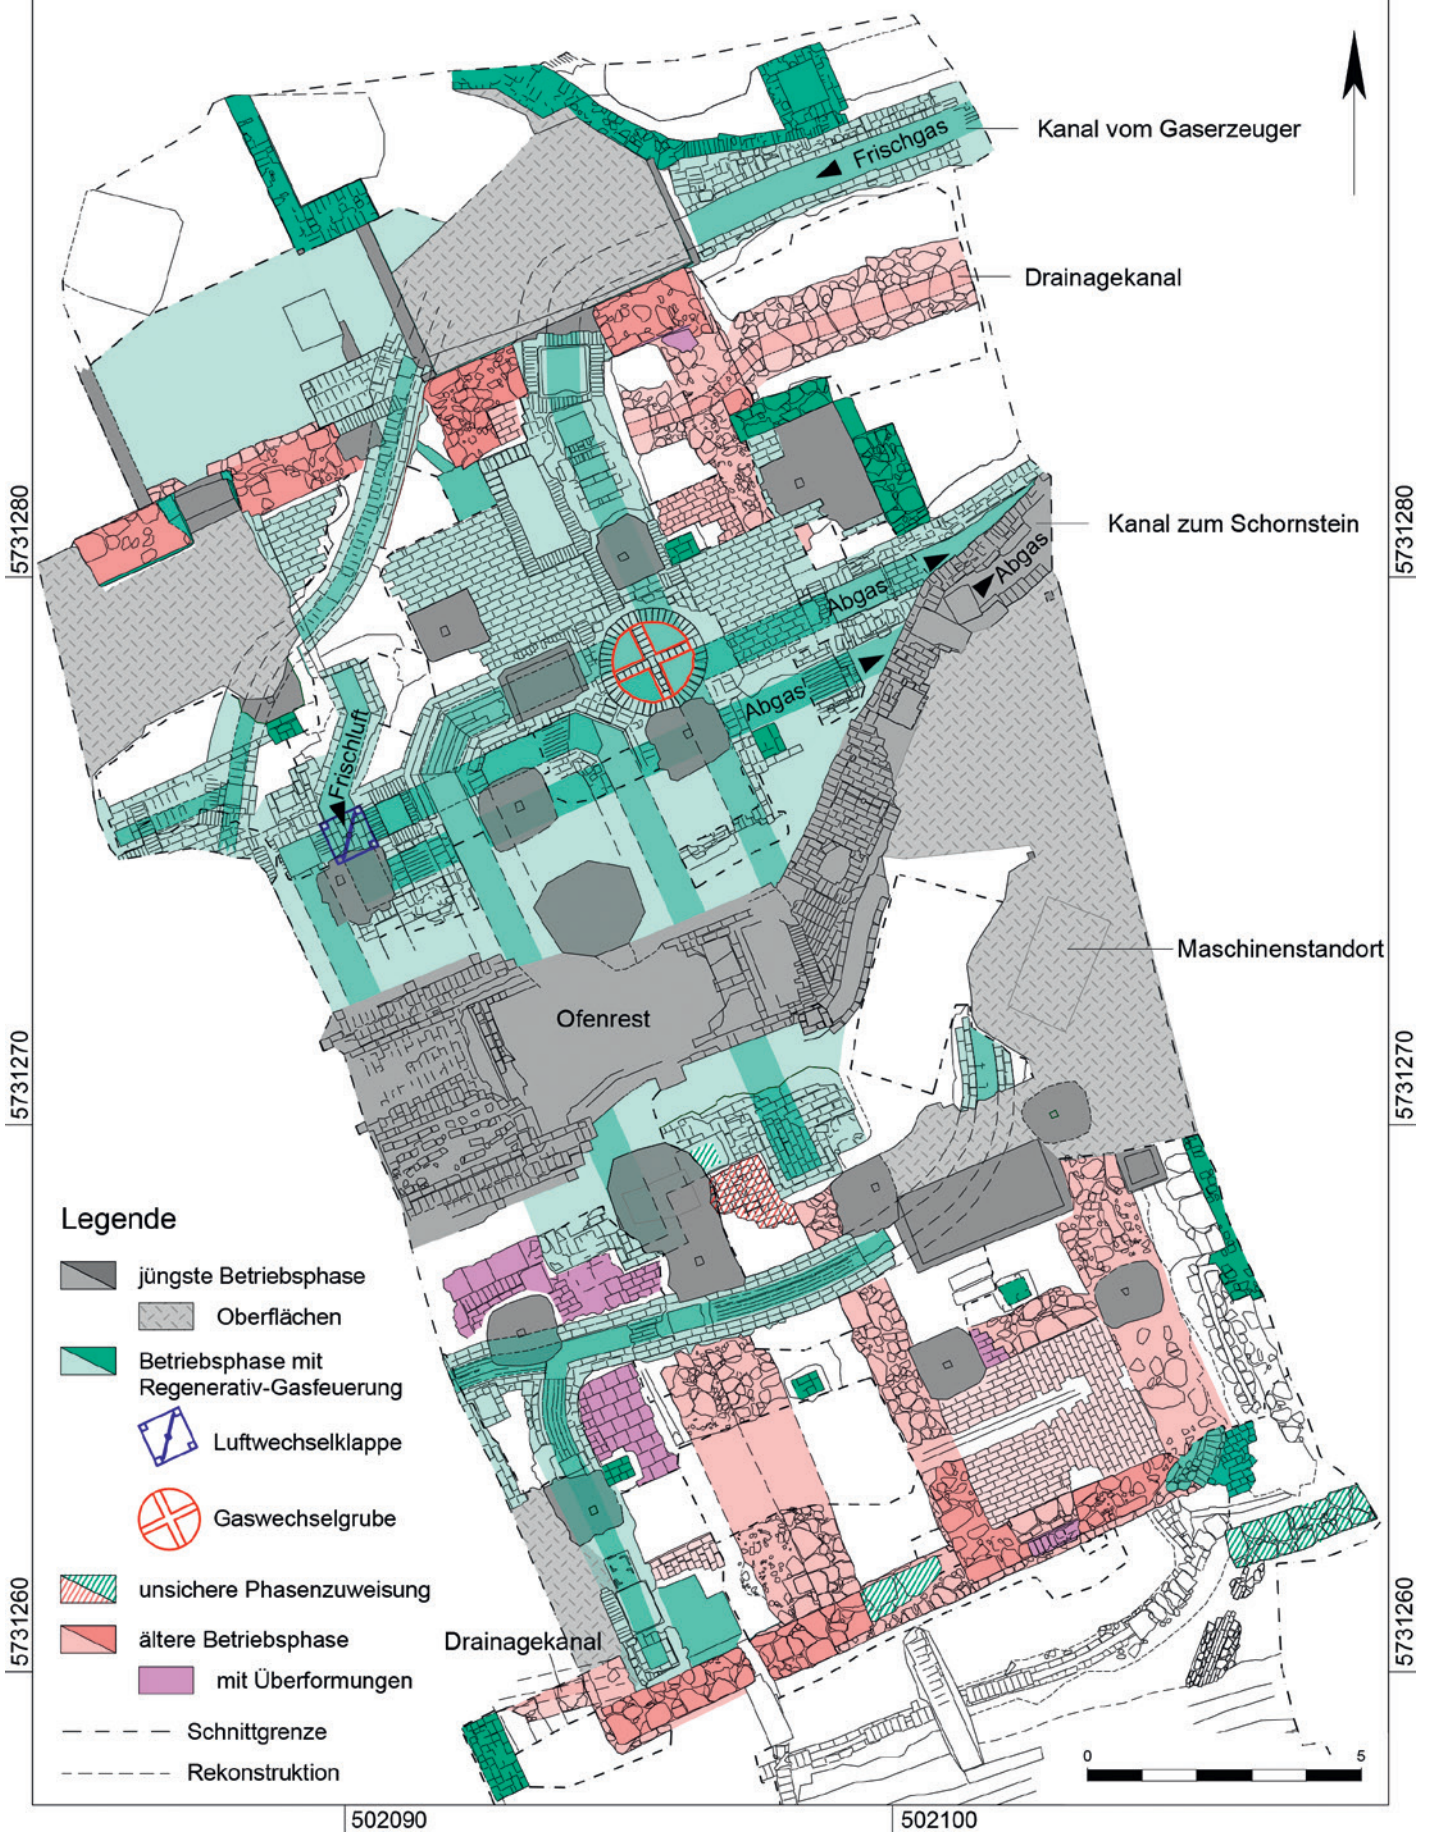 Kanal vom Gaserzeuger
Frischgas
Drainagekanal
5731280
5731280
Kanal zum Schornstein
Abgas
Abgas
Abgas
Frischluft
Maschinenstandort
Ofenrest
5731270
5731270
Legende
jüngste Betriebsphase
Oberflächen
Betriebsphase mit
Regenerativ-Gasfeuerung
Luftwechselklappe
Gaswechselgrube
unsichere Phasenzuweisung
ältere Betriebsphase
mit Überformungen
Schnittgrenze
Rekonstruktion
5731260
5731260
Drainagekanal
0 5
502090 502100